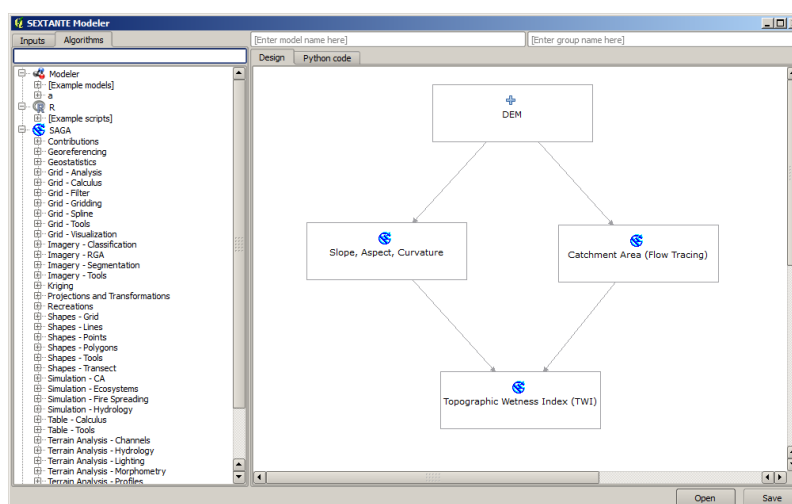 SEXTANTE Modeler
Inputs
Algorithms
[Enter model name here]
[Enter group name here]
Design
Python code
Modeler
[Example models]
a
R
[Example scripts]
SAGA
Contributions
Georeferencing
Geostatistics
Grid - Analysis
Grid - Calculus
Grid - Filter
Grid - Gridding
Grid - Spline
Grid - Tools
Grid - Visualization
Imagery - Classification
Imagery - RGA
Imagery - Segmentation
Imagery - Tools
Kriging
Projections and Transformations
Recreations
Shapes - Grid
Shapes - Lines
Shapes - Points
Shapes - Polygons
Shapes - Tools
Shapes - Transect
Simulation - CA
Simulation - Ecosystems
Simulation - Fire Spreading
Simulation - Hydrology
Table - Calculus
Table - Tools
Terrain Analysis - Channels
Terrain Analysis - Hydrology
Terrain Analysis - Lighting
Terrain Analysis - Morphometry
Terrain Analysis - Profiles
DEM
Slope, Aspect, Curvature
Catchment Area (Flow Tracing)
Topographic Wetness Index (TWI)
Open
Save